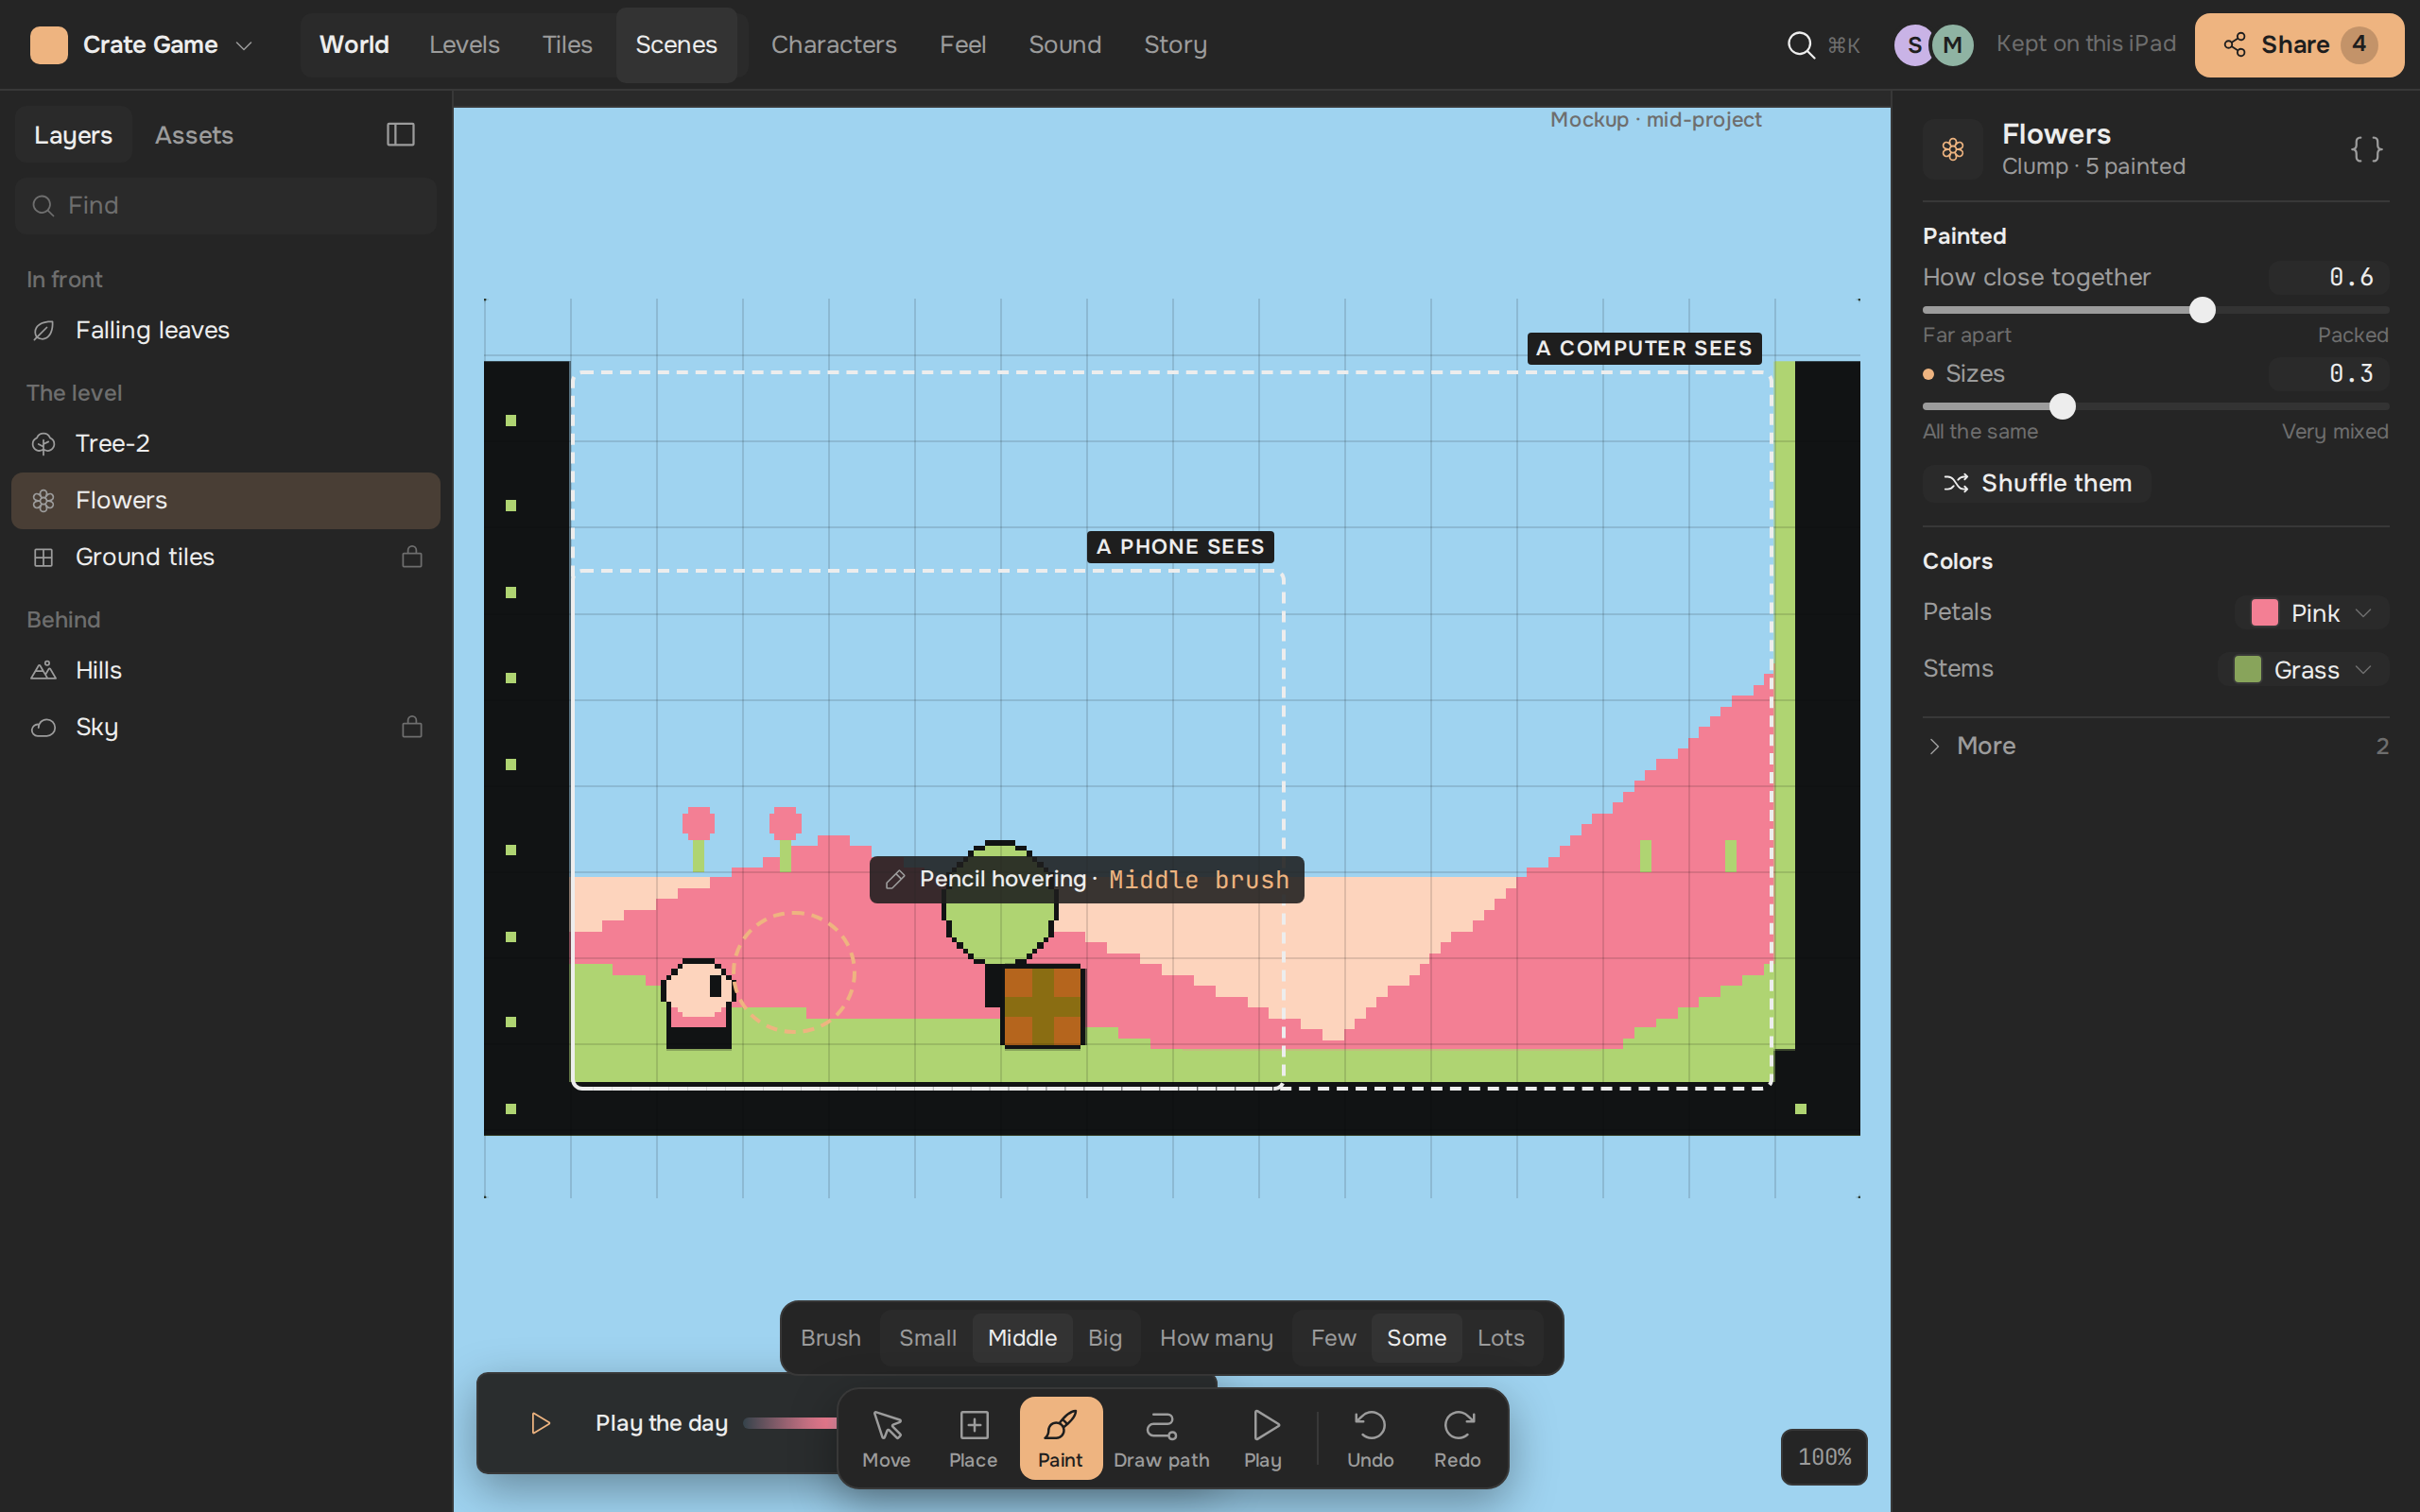 Crate Game
World Levels Tiles Scenes Characters Feel Sound Story
⌘K
S M
Kept on this iPad
Share 4
Layers Assets
Find
In front
Falling leaves
The level
Tree-2
Flowers
Ground tiles
Behind
Hills
Sky
Mockup · mid-project
A COMPUTER SEES
A PHONE SEES
Pencil hovering · Middle brush
Brush Small Middle Big How many Few Some Lots
Play the day
Move Place Paint Draw path Play Undo Redo
100%
Flowers
Clump · 5 painted
{ }
Painted
How close together 0.6
Far apart Packed
Sizes 0.3
All the same Very mixed
Shuffle them
Colors
Petals Pink
Stems Grass
More 2